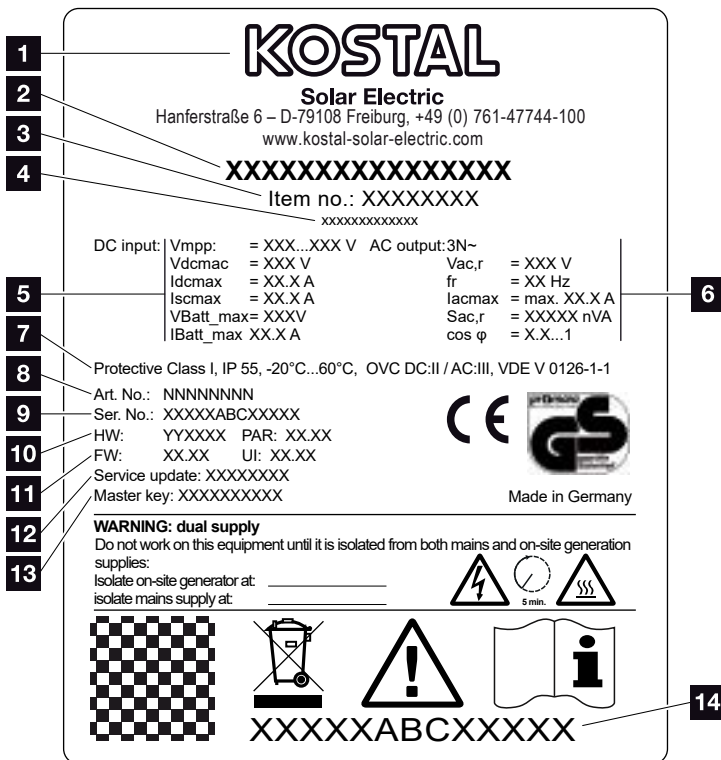 1
KOSTAL
Solar Electric
2
Hanferstraße 6 – D-79108 Freiburg, +49 (0) 761-47744-100
3
www.kostal-solar-electric.com
4
XXXXXXXXXXXXXXXX
Item no.: XXXXXXXX
xxxxxxxxxxxxx
DC input: Vmpp: = XXX...XXX V AC output: 3N~
Vdcmac = XXX V Vac,r = XXX V
Idcmax = XX.X A fr = XX Hz
5 Iscmax = XX.X A Iacmax = max. XX.X A 6
VBatt_max= XXXV Sac,r = XXXXX nVA
IBatt_max XX.X A cos φ = X.X...1
7
Protective Class I, IP 55, -20°C...60°C, OVC DC:II / AC:III, VDE V 0126-1-1
8
Art. No.: NNNNNNNN
9
Ser. No.: XXXXXABCXXXXX
CE
GS
10
HW: YYXXXX PAR: XX.XX
11
FW: XX.XX UI: XX.XX
Service update: XXXXXXXX
12
Master key: XXXXXXXXXX
Made in Germany
13
WARNING: dual supply
Do not work on this equipment until it is isolated from both mains and on-site generation
supplies:
Isolate on-site generator at: ______________
isolate mains supply at: ______________
5 min.
14
XXXXXABCXXXXX